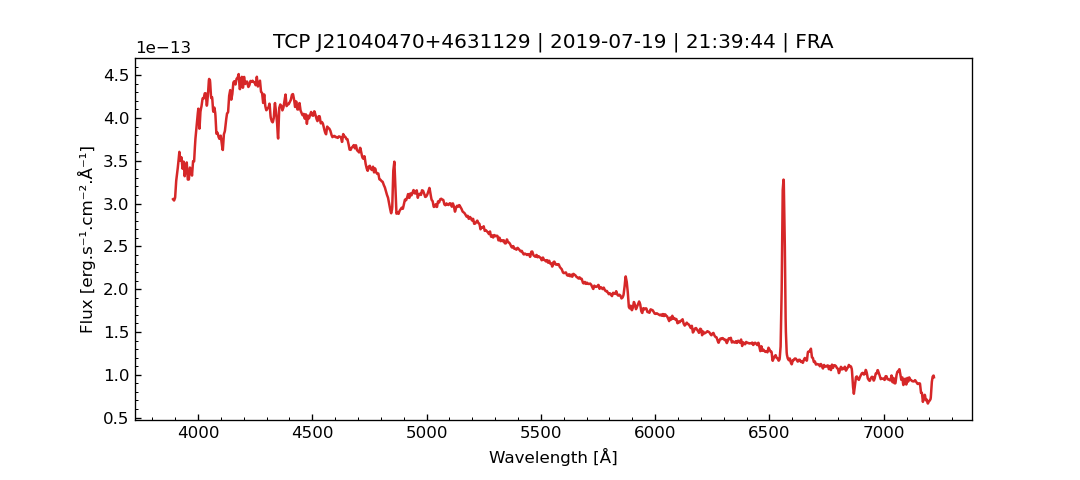 TCP J21040470+4631129 | 2019-07-19 | 21:39:44 | FRA
1e−13
4.5
4.0
3.5
3.0
2.5
2.0
1.5
1.0
0.5
Flux [erg.s⁻¹.cm⁻².Å⁻¹]
4000 4500 5000 5500 6000 6500 7000
Wavelength [Å]